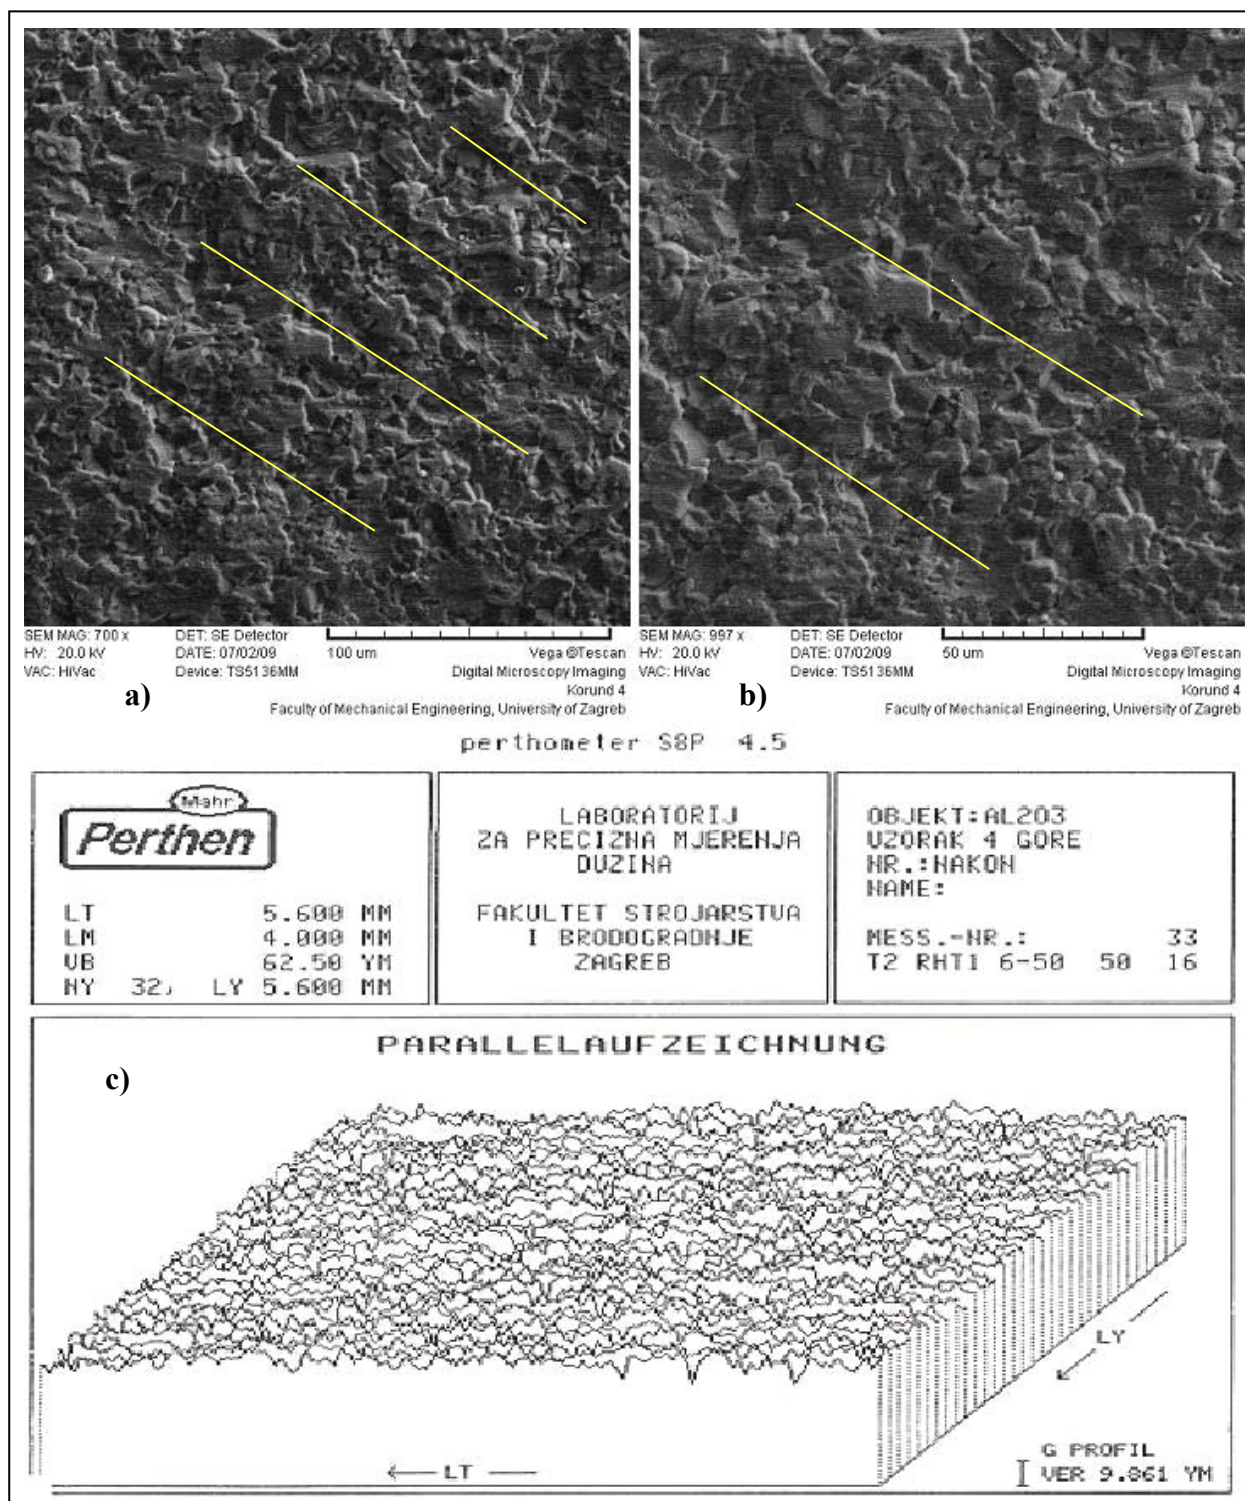 SEM MAG: 700 x DET: SE Detector
HV: 20.0 kV DATE: 07/02/09 100 um Vega ©Tescan
VAC: HiVac Device: TS5136MM Digital Microscopy Imaging
Korund 4
Faculty of Mechanical Engineering, University of Zagreb
a)
SEM MAG: 997 x DET: SE Detector
HV: 20.0 kV DATE: 07/02/09 50 um Vega ©Tescan
VAC: HiVac Device: TS5136MM Digital Microscopy Imaging
Korund 4
Faculty of Mechanical Engineering, University of Zagreb
b)
perthometer S8P 4.5
Mahr
Perthen
LT 5.600 MM
LM 4.000 MM
VB 62.50 YM
NY 32, LY 5.600 MM
LABORATORIJ
ZA PRECIZNA MJERENJA
DUZINA
FAKULTET STROJARSTVA
I BRODOGRADNJE
ZAGREB
OBJEKT:AL2O3
UZORAK 4 GORE
NR.:NAKON
NAME:
MESS.-NR.: 33
T2 RHT1 6-50 50 16
PARALLELAUFZEICHNUNG
c)
LY
LT
G PROFIL
VER 9.861 YM